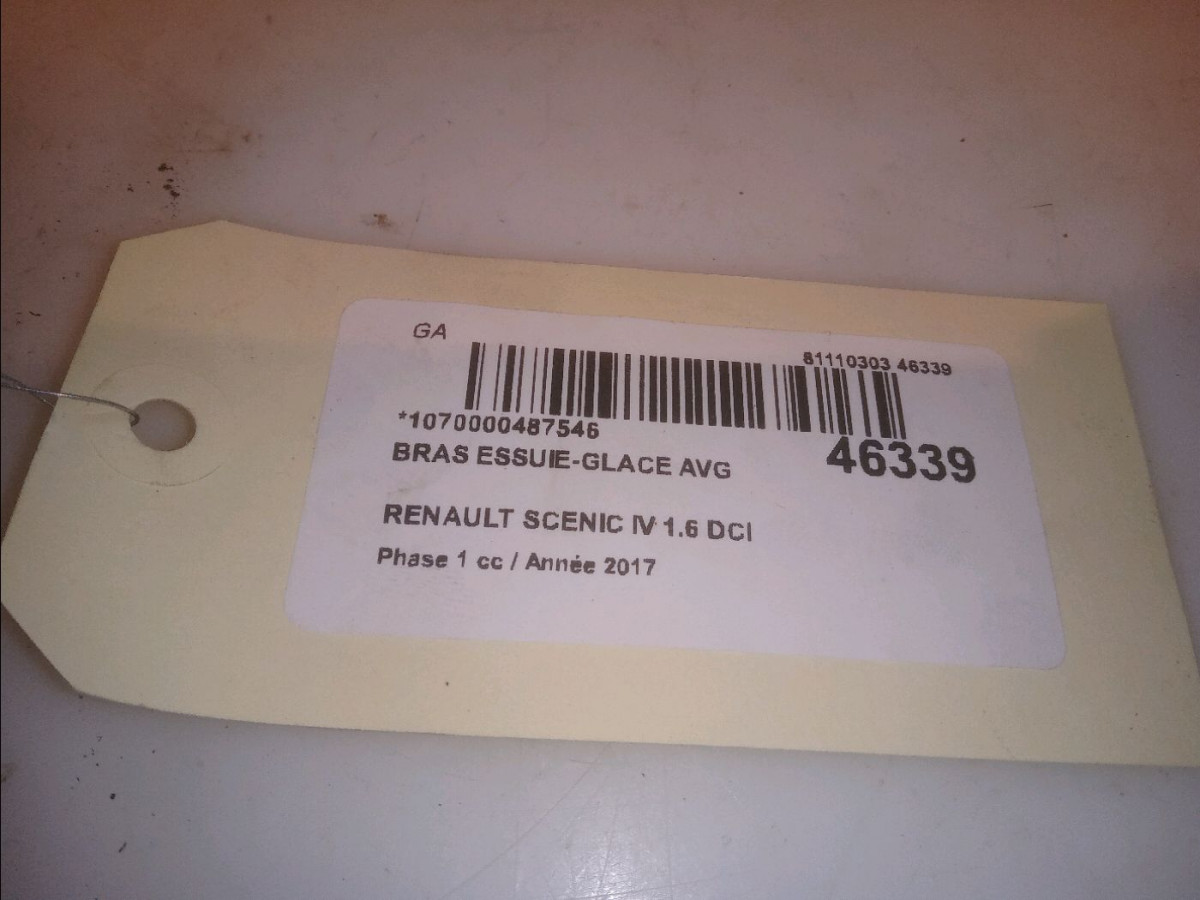 GA
81110303 46339
*1070000487546
46339
BRAS ESSUIE-GLACE AVG
RENAULT SCENIC IV 1.6 DCI
Phase 1 cc / Année 2017